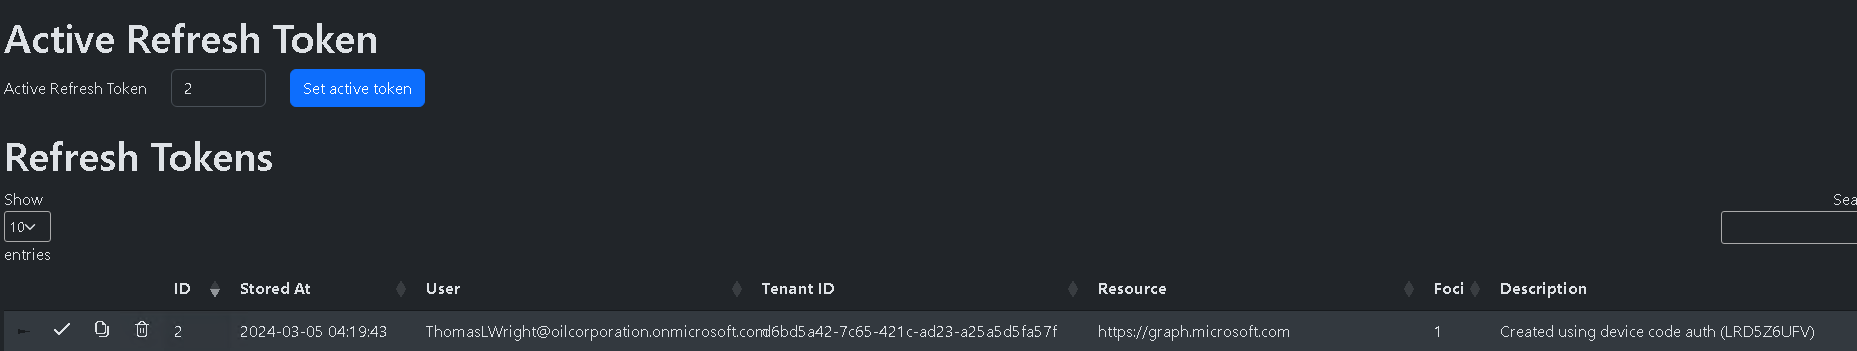 Active Refresh Token
Active Refresh Token 2 Set active token
Refresh Tokens
Show Sea
10
entries
ID Stored At User Tenant ID Resource Foci Description
2 2024-03-05 04:19:43 ThomasLWright@oilcorporation.onmicrosoft.com d6bd5a42-7c65-421c-ad23-a25a5d5fa57f https://graph.microsoft.com 1 Created using device code auth (LRD5Z6UFV)